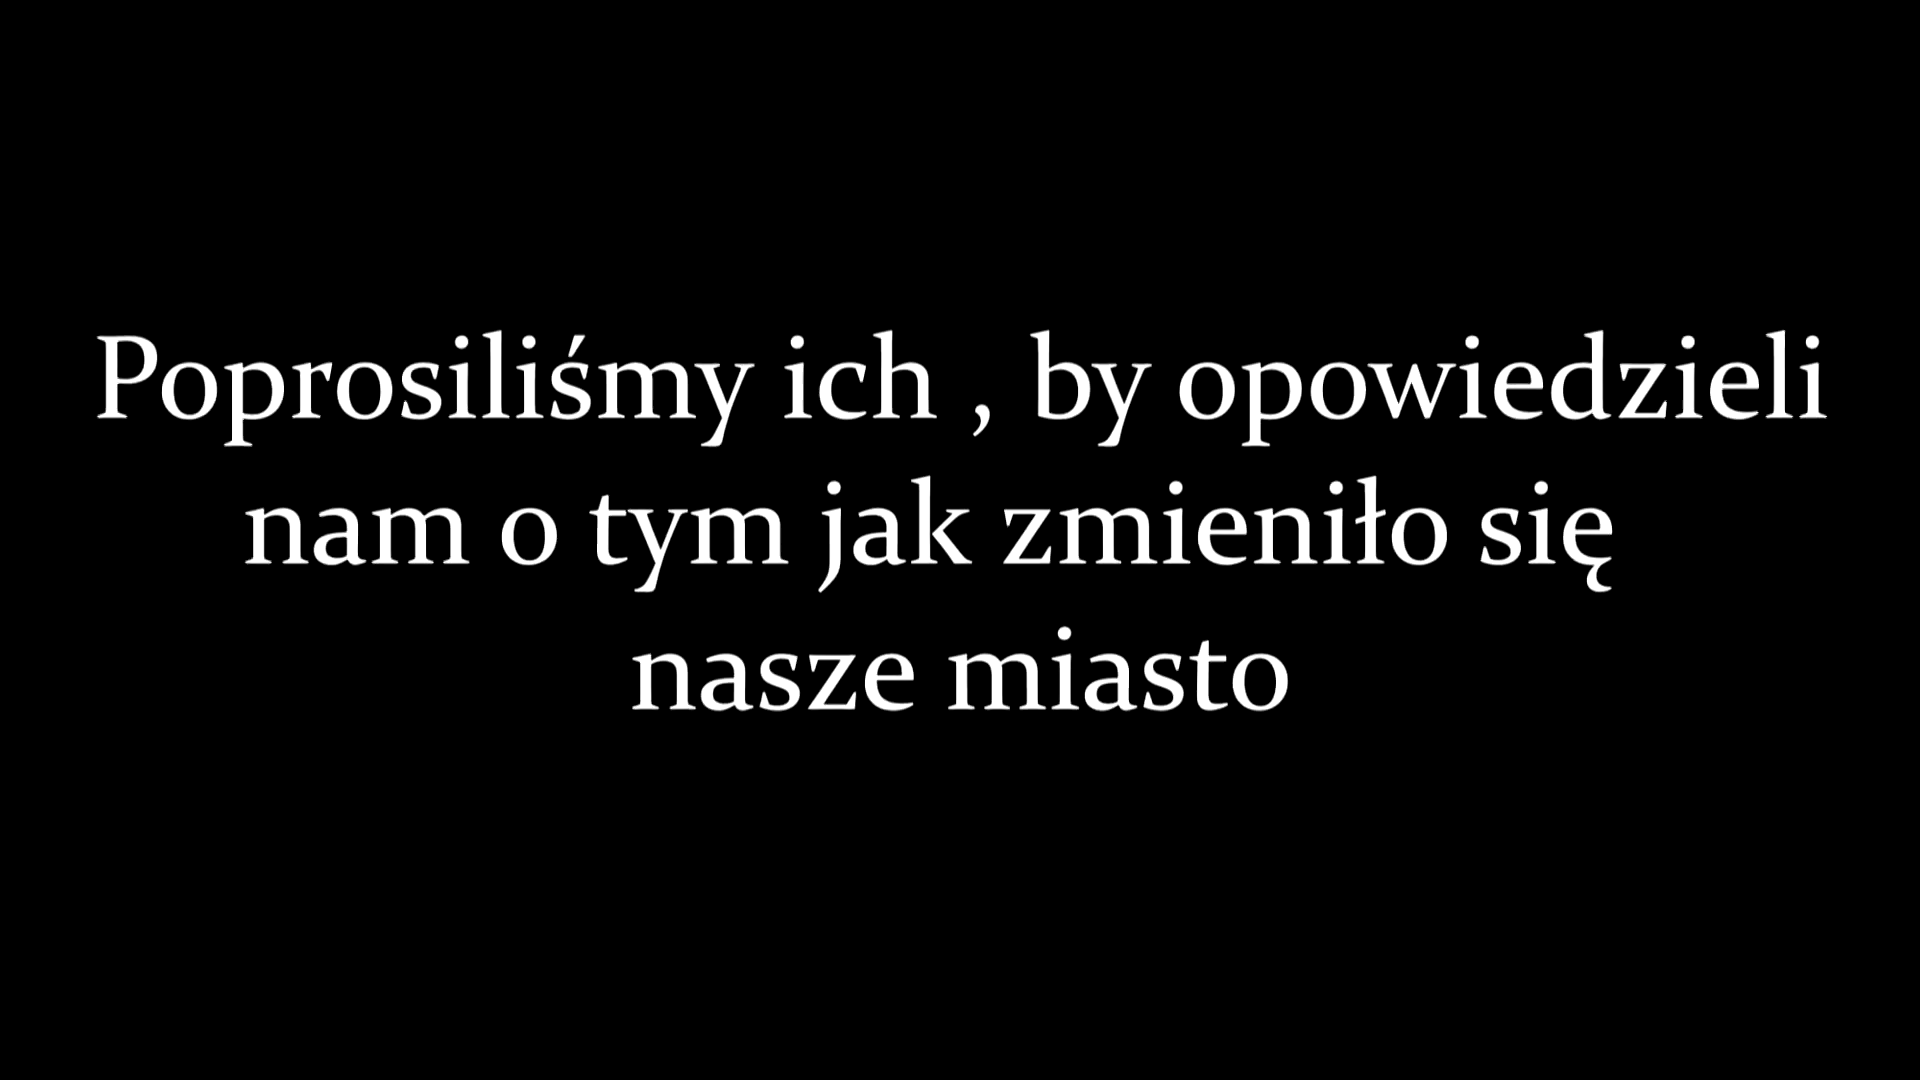 Poprosiliśmy ich , by opowiedzieli
nam o tym jak zmieniło się
nasze miasto